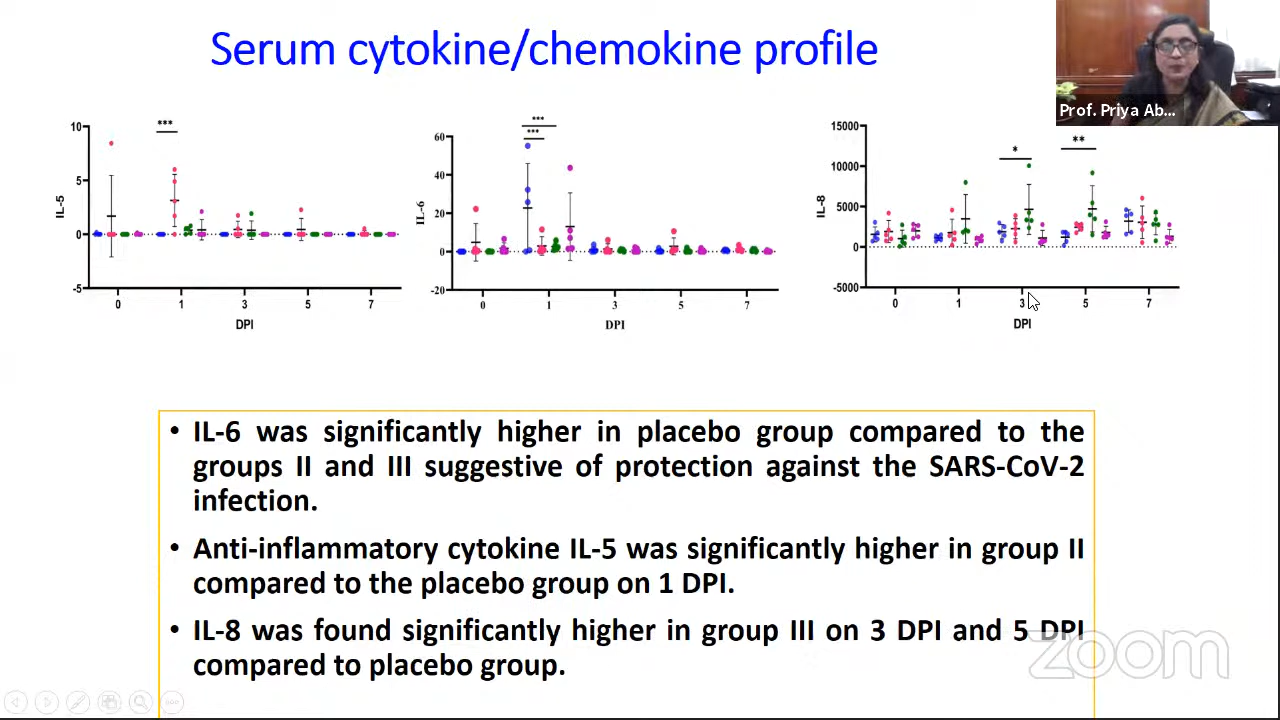 Serum cytokine/chemokine profile
Prof. Priya Ab...
10
5
0
-5
IL-5
***
0 1 3 5 7
DPI
60
40
20
0
-20
IL-6
***
***
0 1 3 5 7
DPI
15000
10000
5000
0
-5000
IL-8
*
**
0 1 3 5 7
DPI
• IL-6 was significantly higher in placebo group compared to the
groups II and III suggestive of protection against the SARS-CoV-2
infection.
• Anti-inflammatory cytokine IL-5 was significantly higher in group II
compared to the placebo group on 1 DPI.
• IL-8 was found significantly higher in group III on 3 DPI and 5 DPI
compared to placebo group.
zoom